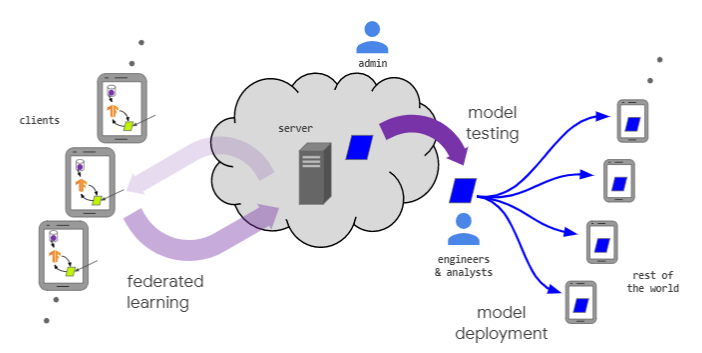 admin
clients
server
model
testing
engineers
& analysts
federated
learning
rest of
the world
model
deployment